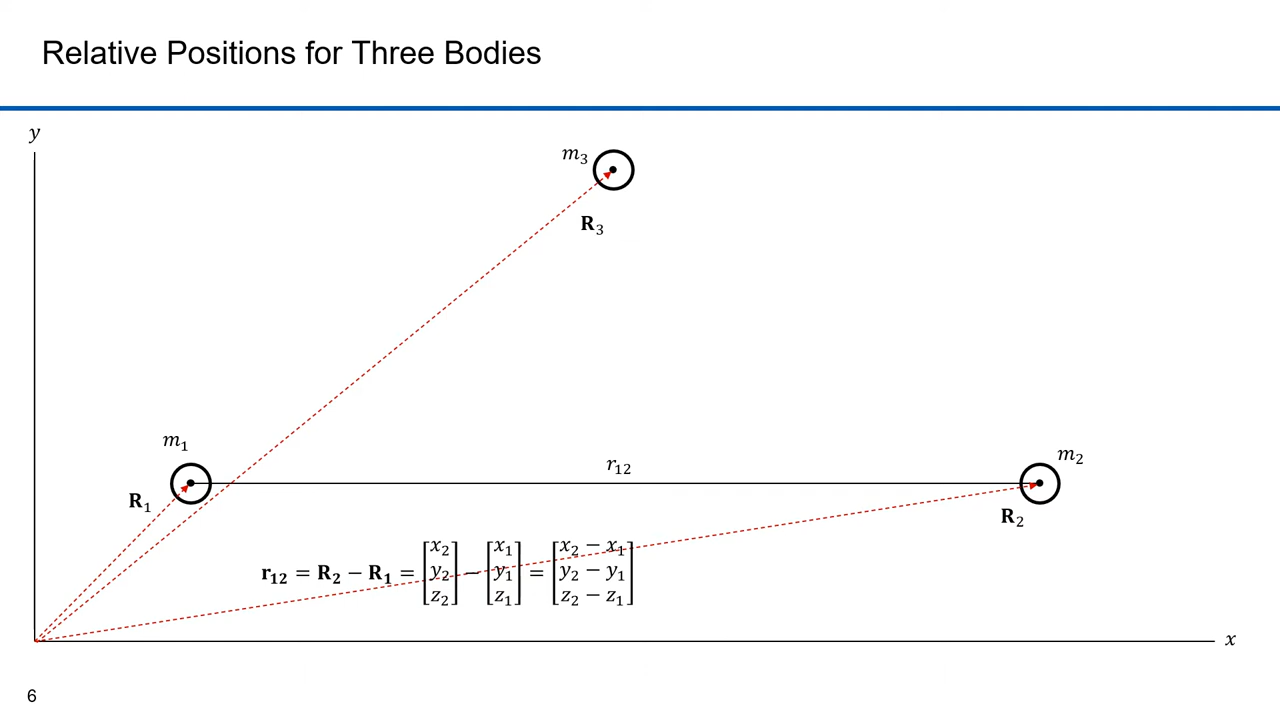 Relative Positions for Three Bodies
y
m₃
R₃
m₁
r₁₂
m₂
R₁
R₂
r₁₂ = R₂ − R₁ = [x₂ y₂ z₂] − [x₁ y₁ z₁] = [x₂ − x₁ y₂ − y₁ z₂ − z₁]
x
6